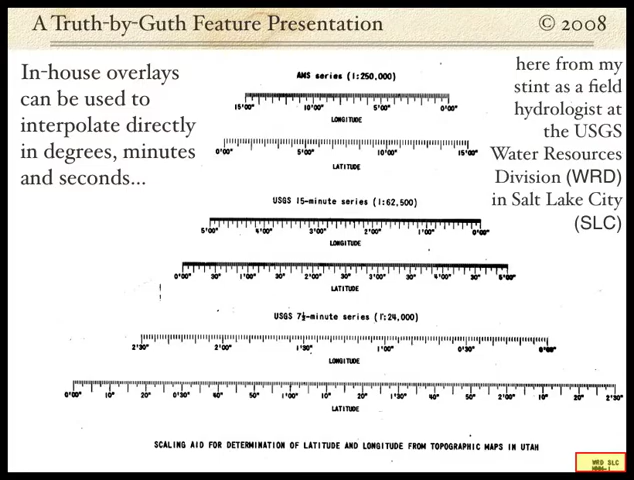 A Truth-by-Guth Feature Presentation
© 2008
In-house overlays
can be used to
interpolate directly
in degrees, minutes
and seconds...
here from my
stint as a field
hydrologist at
the USGS
Water Resources
Division (WRD)
in Salt Lake City
(SLC)
AMS series (1:250,000)
15'00" 10'00" 5'00" 0'00"
LONGITUDE
0'00" 5'00" 10'00" 15'00"
LATITUDE
USGS 15-minute series (1:62,500)
5'00" 4'00" 3'00" 2'00" 1'00" 0'00"
LONGITUDE
0'00" 30" 1'00" 30" 2'00" 30" 3'00" 30" 4'00" 30" 5'00"
LATITUDE
USGS 7½-minute series (1:24,000)
2'30" 2'00" 1'30" 1'00" 0'30" 0'00"
LONGITUDE
0'00" 10" 20" 0'30" 40" 50" 1'00" 10" 20" 1'30" 40" 50" 2'00" 10" 20" 2'30"
LATITUDE
SCALING AID FOR DETERMINATION OF LATITUDE AND LONGITUDE FROM TOPOGRAPHIC MAPS IN UTAH
WRD SLC